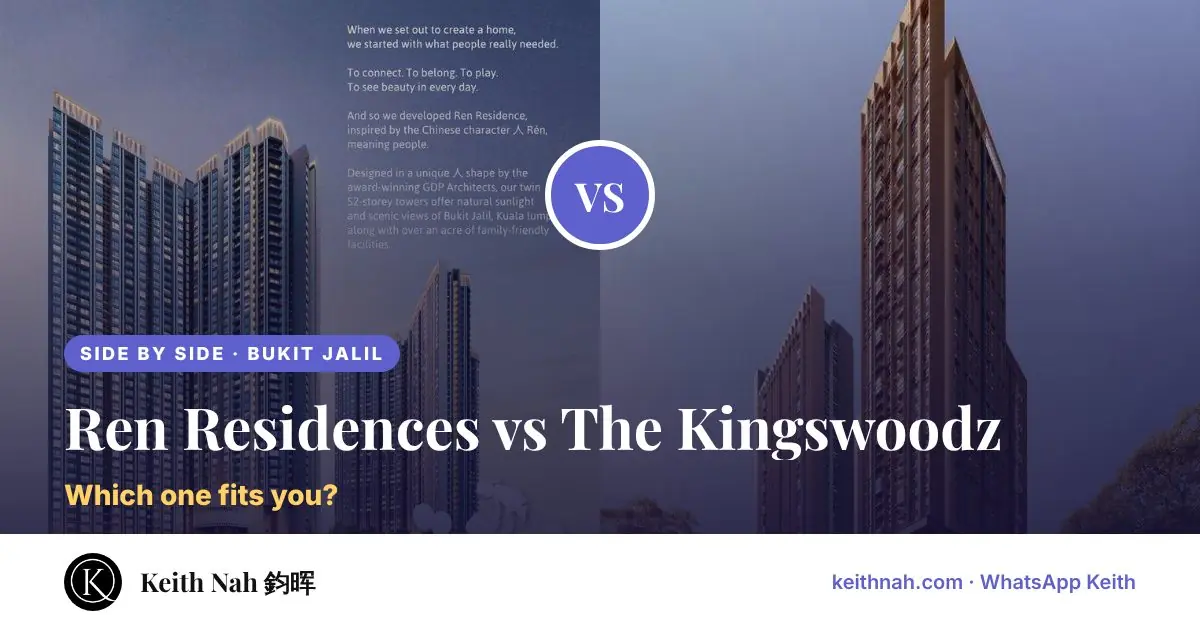 When we set out to create a home,
we started with what people really needed.
To connect. To belong. To play.
To see beauty in every day.
And so we developed Ren Residence,
inspired by the Chinese character 人 Rén,
meaning people.
Designed in a unique 人 shape by the
award-winning GDP Architects, our twin
52-storey towers offer natural sunlight
and scenic views of Bukit Jalil, Kuala
along with over an acre of family-friendly
facilities.
VS
SIDE BY SIDE · BUKIT JALIL
Ren Residences vs The Kingswoodz
Which one fits you?
K
Keith Nah 鈞晖
keithnah.com · WhatsApp Keith